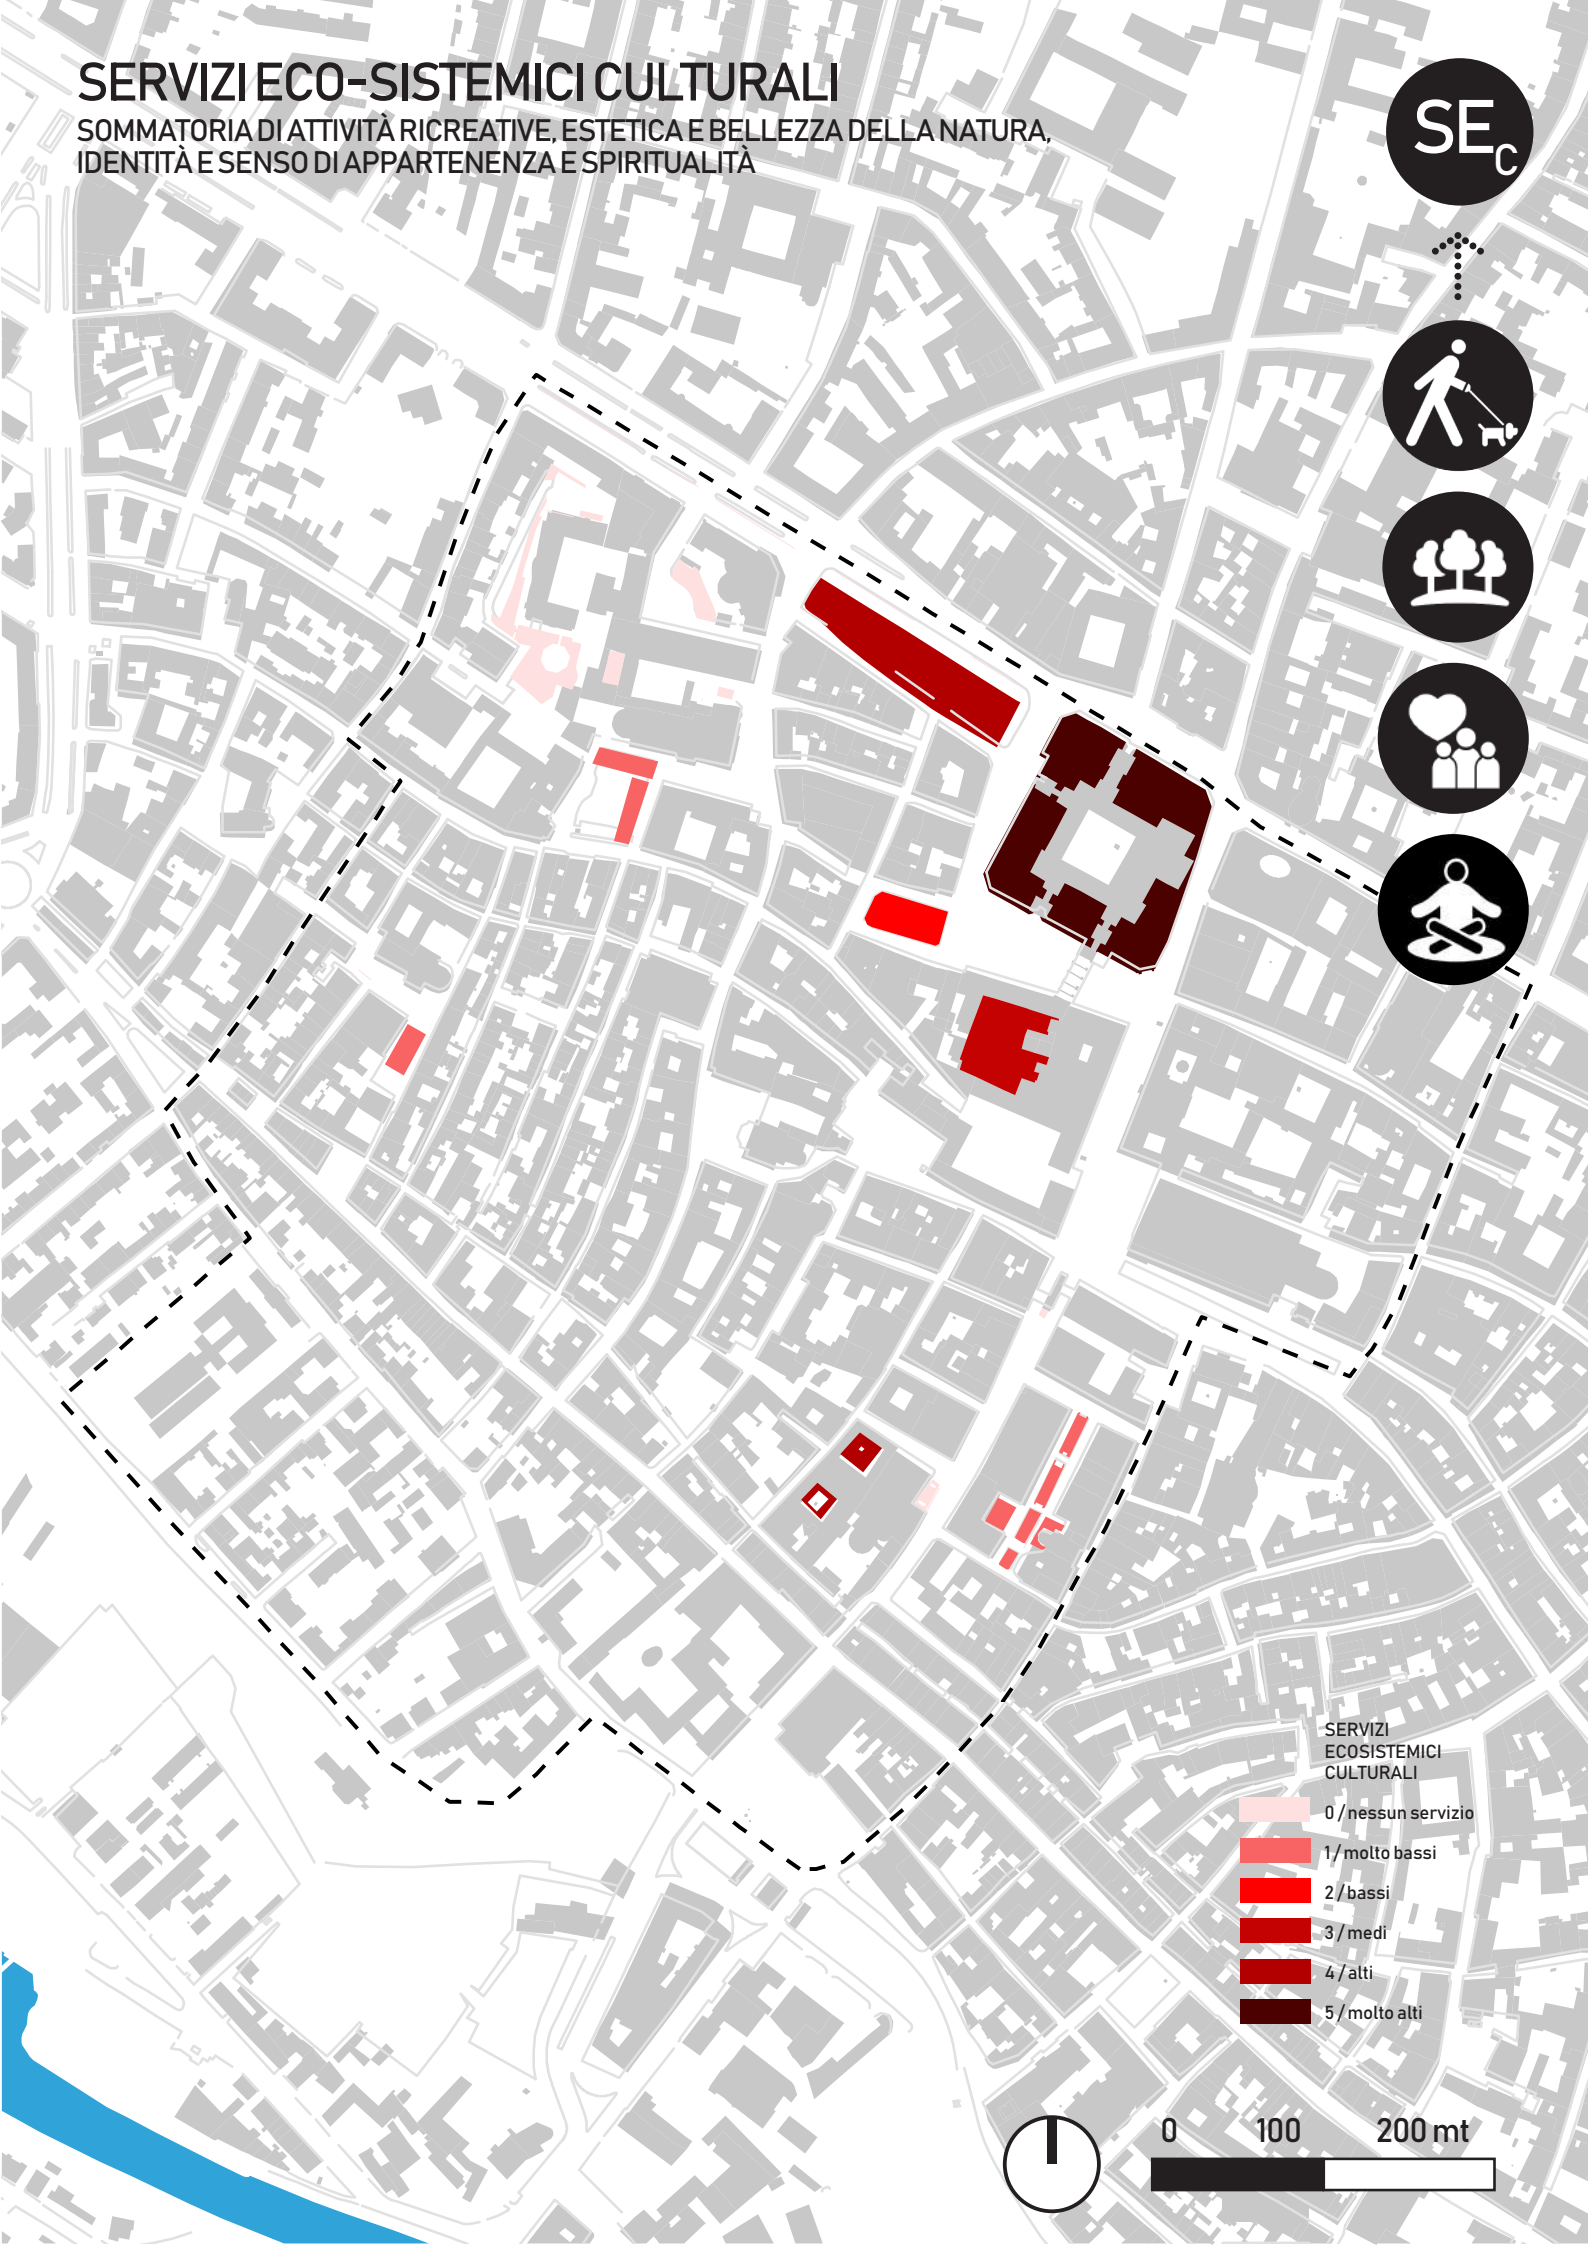 SERVIZI ECO-SISTEMICI CULTURALI
SOMMATORIA DI ATTIVITÀ RICREATIVE, ESTETICA E BELLEZZA DELLA NATURA,
IDENTITÀ E SENSO DI APPARTENENZA E SPIRITUALITÀ
SEC
SERVIZI
ECOSISTEMICI
CULTURALI
0 / nessun servizio
1 / molto bassi
2 / bassi
3 / medi
4 / alti
5 / molto alti
0 100 200 mt